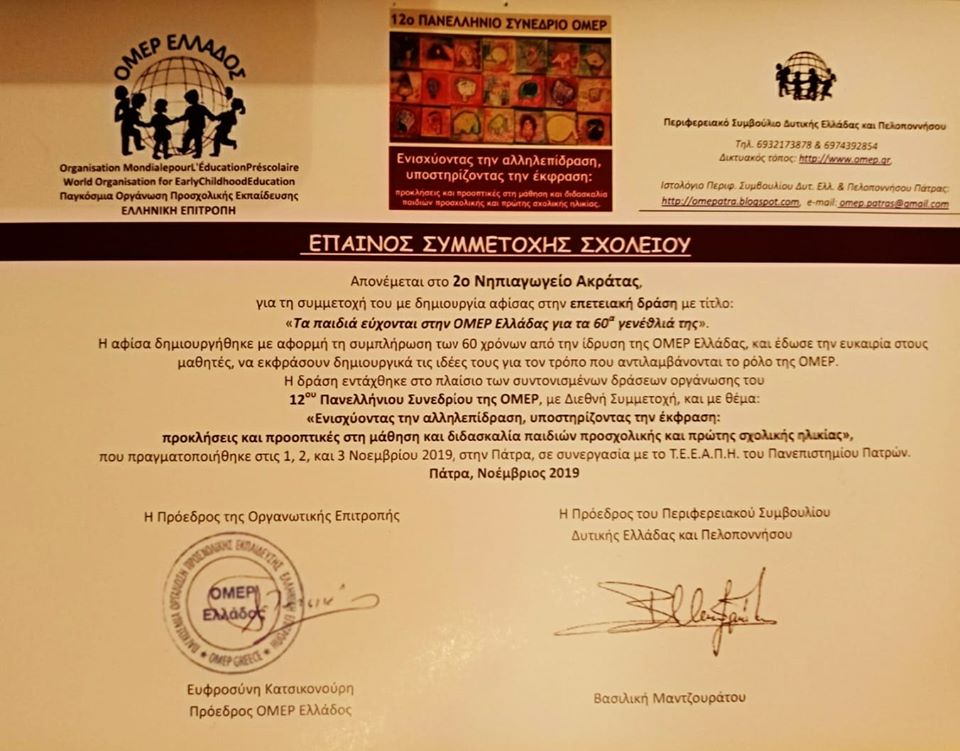 ΟΜΕΡ ΕΛΛΑΔΟΣ
Organisation MondialepourL'ÉducationPréscolaire
World Organisation for EarlyChildhoodEducation
Παγκόσμια Οργάνωση Προσχολικής Εκπαίδευσης
ΕΛΛΗΝΙΚΗ ΕΠΙΤΡΟΠΗ
12ο ΠΑΝΕΛΛΗΝΙΟ ΣΥΝΕΔΡΙΟ ΟΜΕΡ
Ενισχύοντας την αλληλεπίδραση,
υποστηρίζοντας την έκφραση:
προκλήσεις και προοπτικές στη μάθηση και διδασκαλία
παιδιών προσχολικής και πρώτης σχολικής ηλικίας.
Περιφερειακό Συμβούλιο Δυτικής Ελλάδας και Πελοποννήσου
Τηλ. 6932173878 & 6974392854
Δικτυακός τόπος: http://www.omep.gr,
Ιστολόγιο Περιφ. Συμβουλίου Δυτ. Ελλ. & Πελοποννήσου Πάτρας:
http://omepatra.blogspot.com, e-mail: omep.patras@gmail.com
ΕΠΑΙΝΟΣ ΣΥΜΜΕΤΟΧΗΣ ΣΧΟΛΕΙΟΥ
Απονέμεται στο 2ο Νηπιαγωγείο Ακράτας,
για τη συμμετοχή του με δημιουργία αφίσας στην επετειακή δράση με τίτλο:
«Τα παιδιά εύχονται στην ΟΜΕΡ Ελλάδας για τα 60α γενέθλιά της».
Η αφίσα δημιουργήθηκε με αφορμή τη συμπλήρωση των 60 χρόνων από την ίδρυση της ΟΜΕΡ Ελλάδας, και έδωσε την ευκαιρία στους
μαθητές, να εκφράσουν δημιουργικά τις ιδέες τους για τον τρόπο που αντιλαμβάνονται το ρόλο της ΟΜΕΡ.
Η δράση εντάχθηκε στο πλαίσιο των συντονισμένων δράσεων οργάνωσης του
12ου Πανελλήνιου Συνεδρίου της ΟΜΕΡ, με Διεθνή Συμμετοχή, και με θέμα:
«Ενισχύοντας την αλληλεπίδραση, υποστηρίζοντας την έκφραση:
προκλήσεις και προοπτικές στη μάθηση και διδασκαλία παιδιών προσχολικής και πρώτης σχολικής ηλικίας»,
που πραγματοποιήθηκε στις 1, 2, και 3 Νοεμβρίου 2019, στην Πάτρα, σε συνεργασία με το Τ.Ε.Ε.Α.Π.Η. του Πανεπιστημίου Πατρών.
Πάτρα, Νοέμβριος 2019
Η Πρόεδρος της Οργανωτικής Επιτροπής
ΠΑΓΚΟΣΜΙΑ ΟΡΓΑΝΩΣΗ ΠΡΟΣΧΟΛΙΚΗΣ ΕΚΠΑΙΔΕΥΣΗΣ ΕΛΛΗΝΙΚΗ ΕΠΙΤΡΟΠΗ
ΟΜΕΡ
Ελλάδος
OMEP GREECE
Ευφροσύνη Κατσικονούρη
Πρόεδρος ΟΜΕΡ Ελλάδος
Η Πρόεδρος του Περιφερειακού Συμβουλίου
Δυτικής Ελλάδας και Πελοποννήσου
Βασιλική Μαντζουράτου